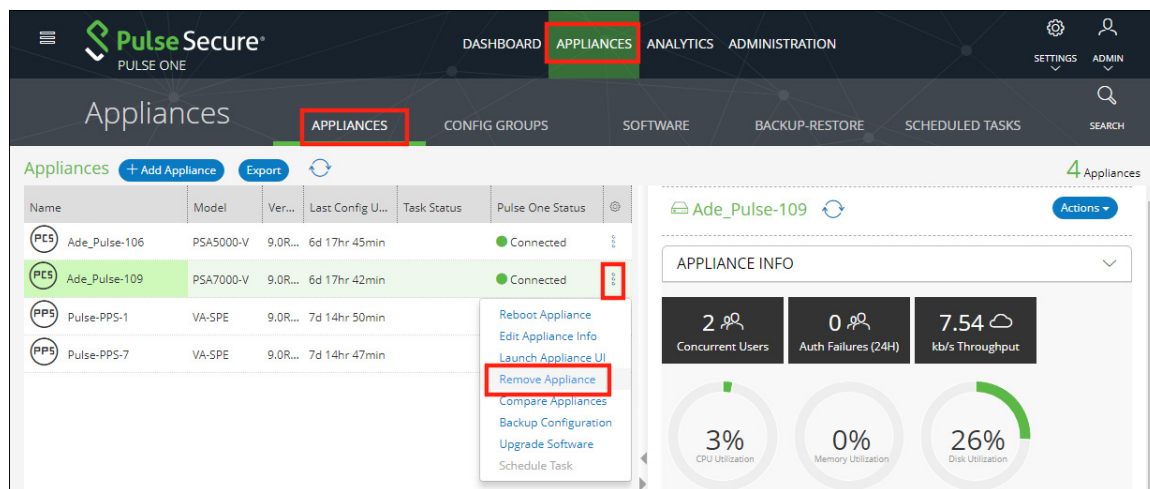 Pulse Secure®
PULSE ONE
DASHBOARD APPLIANCES ANALYTICS ADMINISTRATION
SETTINGS ADMIN
Appliances
APPLIANCES CONFIG GROUPS SOFTWARE BACKUP-RESTORE SCHEDULED TASKS
SEARCH
Appliances + Add Appliance Export
4 Appliances
Name Model Ver... Last Config U... Task Status Pulse One Status
PCS Ade_Pulse-106 PSA5000-V 9.0R... 6d 17hr 45min Connected
PCS Ade_Pulse-109 PSA7000-V 9.0R... 6d 17hr 42min Connected
PPS Pulse-PPS-1 VA-SPE 9.0R... 7d 14hr 50min
PPS Pulse-PPS-7 VA-SPE 9.0R... 7d 14hr 47min
Reboot Appliance
Edit Appliance Info
Launch Appliance UI
Remove Appliance
Compare Appliances
Backup Configuration
Upgrade Software
Schedule Task
Ade_Pulse-109 Actions
APPLIANCE INFO
2
Concurrent Users
0
Auth Failures (24H)
7.54
kb/s Throughput
3%
CPU Utilization
0%
Memory Utilization
26%
Disk Utilization